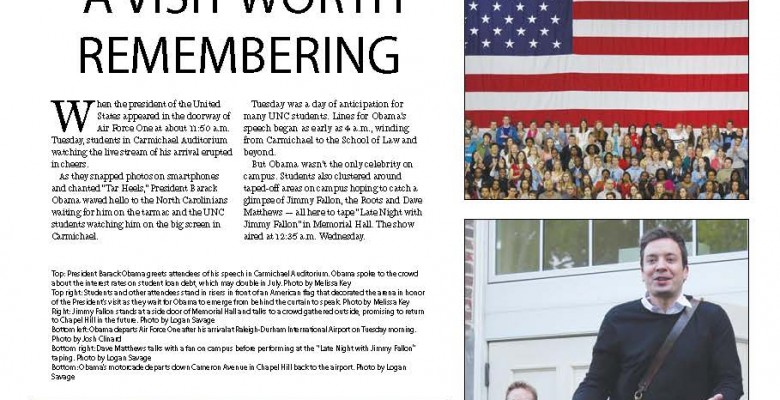 A VISIT WORTH
REMEMBERING
When the president of the United
States appeared in the doorway of
Air Force One at about 11:50 a.m.
Tuesday, students in Carmichael Auditorium
watching the live stream of his arrival erupted
in cheers.
As they snapped photos on smartphones
and chanted "Tar Heels," President Barack
Obama waved hello to the North Carolinians
waiting for him on the tarmac and the UNC
students watching him on the big screen in
Carmichael.
Tuesday was a day of anticipation for
many UNC students. Lines for Obama's
speech began as early as 4 a.m., winding
from Carmichael to the School of Law and
beyond.
But Obama wasn't the only celebrity on
campus. Students also clustered around
taped-off areas on campus hoping to catch a
glimpse of Jimmy Fallon, the Roots and Dave
Matthews — all here to tape "Late Night with
Jimmy Fallon" in Memorial Hall. The show
aired at 12:35 a.m. Wednesday.
Top: President Barack Obama greets attendees of his speech in Carmichael Auditorium. Obama spoke to the crowd
about the interest rates on student loan debt, which may double in July. Photo by Melissa Key
Top right: Students and other attendees stand in risers in front of an American flag that decorated the arena in honor
of the President's visit as they wait for Obama to emerge from behind the curtain to speak. Photo by Melissa Key
Right: Jimmy Fallon stands at a side door of Memorial Hall and talks to a crowd gathered outside, promising to return
to Chapel Hill in the future. Photo by Logan Savage
Bottom left: Obama departs Air Force One after his arrival at Raleigh-Durham International Airport on Tuesday morning.
Photo by Josh Clinard
Bottom right: Dave Matthews talks with a fan on campus before performing at the "Late Night with Jimmy Fallon"
taping. Photo by Logan Savage
Bottom: Obama's motorcade departs down Cameron Avenue in Chapel Hill back to the airport. Photo by Logan
Savage